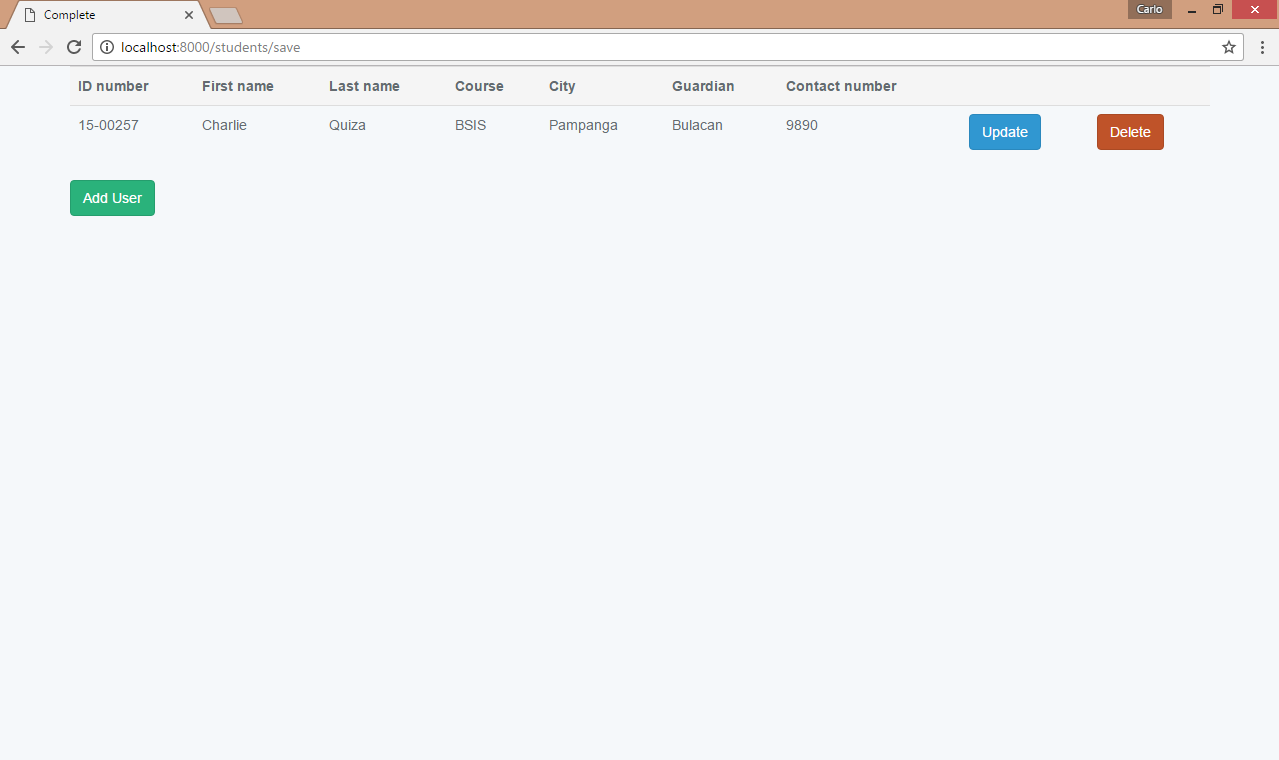 Complete
Carlo
localhost:8000/students/save
ID number First name Last name Course City Guardian Contact number
15-00257 Charlie Quiza BSIS Pampanga Bulacan 9890 Update Delete
Add User